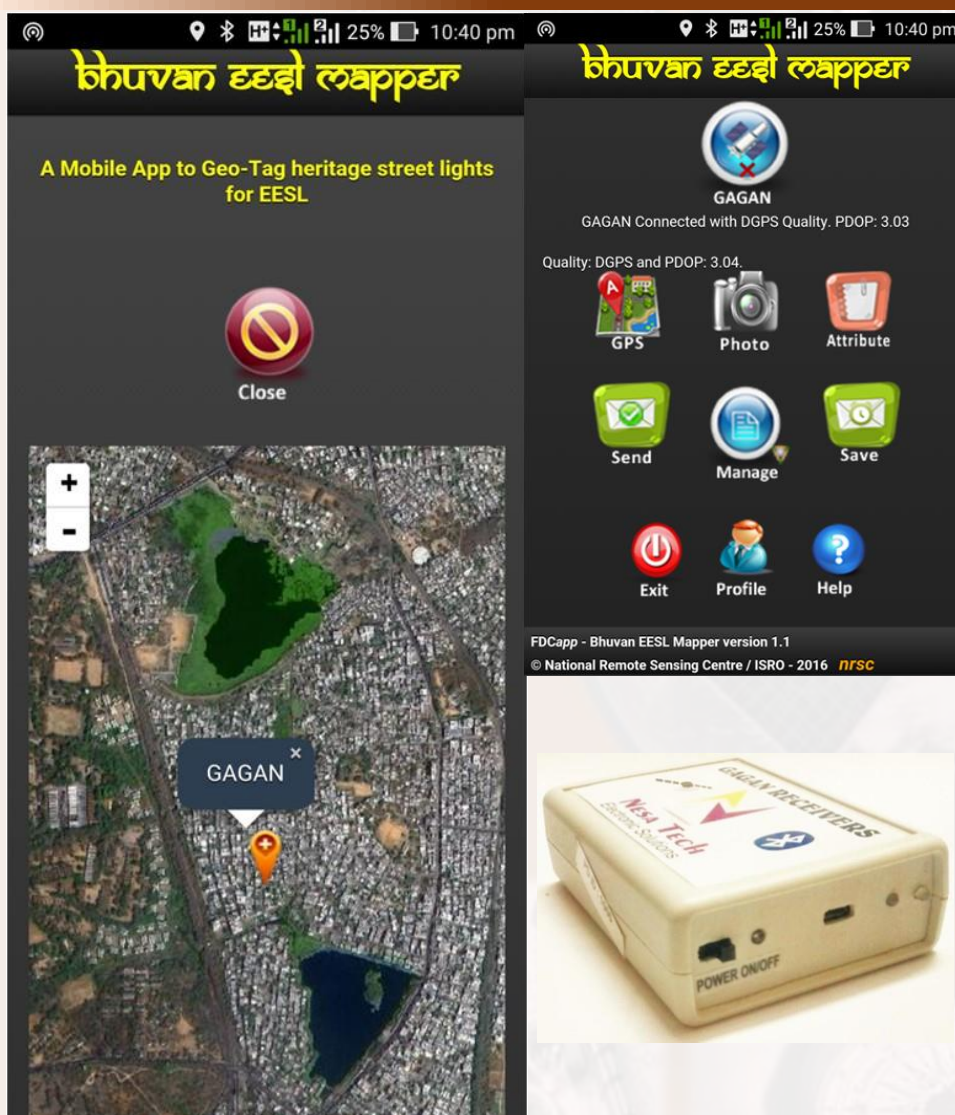 25% 10:40 pm
bhuvan eesl mapper
A Mobile App to Geo-Tag heritage street lights
for EESL
Close
+
-
GAGAN ×
25% 10:40 pm
bhuvan eesl mapper
GAGAN
GAGAN Connected with DGPS Quality. PDOP: 3.03
Quality: DGPS and PDOP: 3.04.
A
GPS Photo Attribute
Send Manage Save
Exit Profile Help
FDCapp - Bhuvan EESL Mapper version 1.1
© National Remote Sensing Centre / ISRO - 2016 nrsc
GAGAN RECEIVERS
NESA TECH
Electronic Solutions
POWER ON/OFF